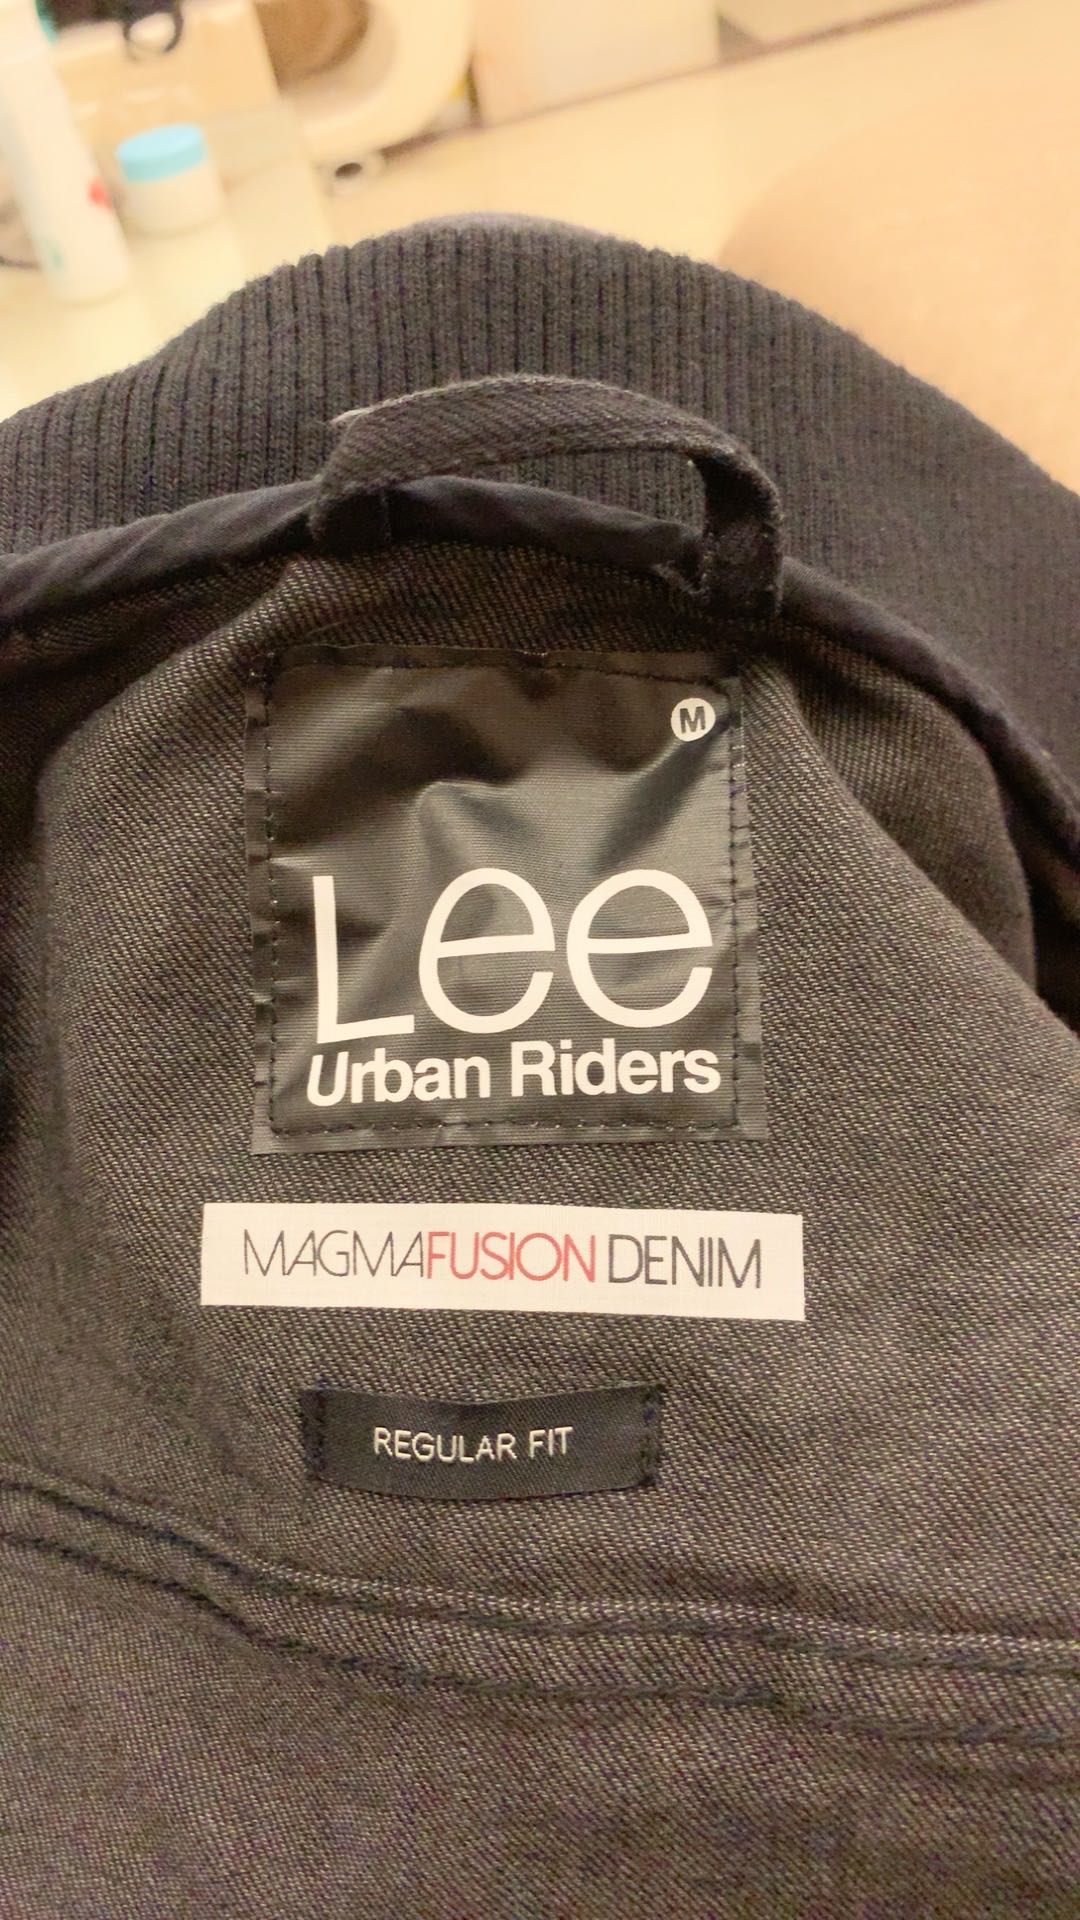 M
Lee
Urban Riders
MAGMAFUSION DENIM
REGULAR FIT